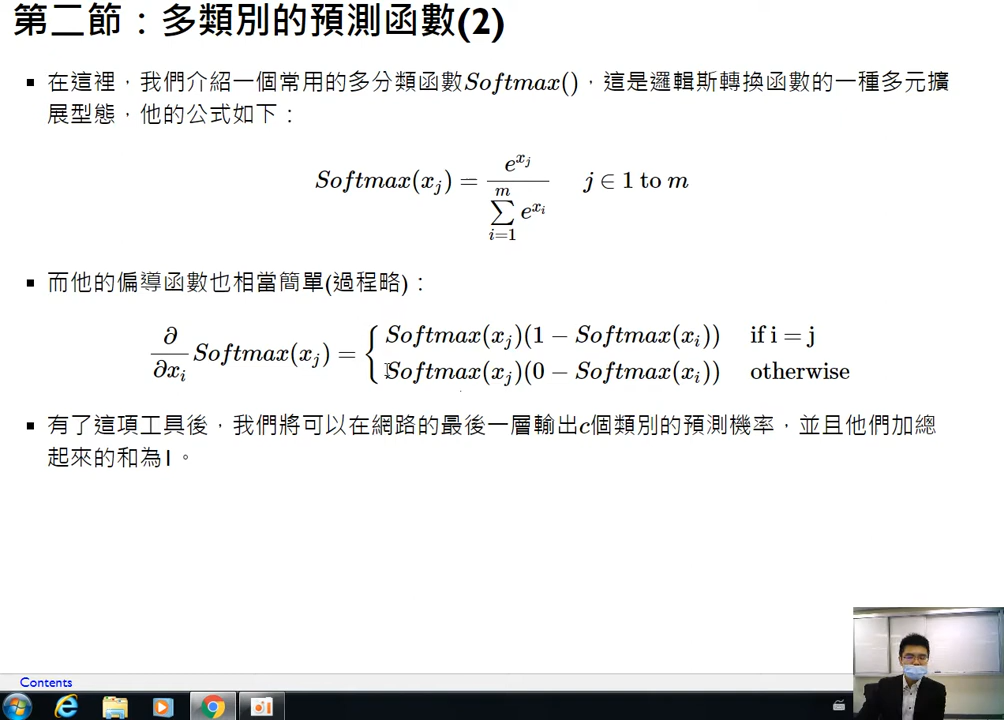 第二節：多類別的預測函數(2)
在這裡，我們介紹一個常用的多分類函數Softmax()，這是邏輯斯轉換函數的一種多元擴
展型態，他的公式如下：
Softmax(x_j) = \frac{e^{x_j}}{\sum_{i=1}^{m} e^{x_i}} j ∈ 1 to m
而他的偏導函數也相當簡單(過程略)：
\frac{∂}{∂x_i} Softmax(x_j) = { Softmax(x_j)(1 − Softmax(x_i)) if i = j
Softmax(x_j)(0 − Softmax(x_i)) otherwise
有了這項工具後，我們將可以在網路的最後一層輸出c個類別的預測機率，並且他們加總
起來的和為1。
Contents